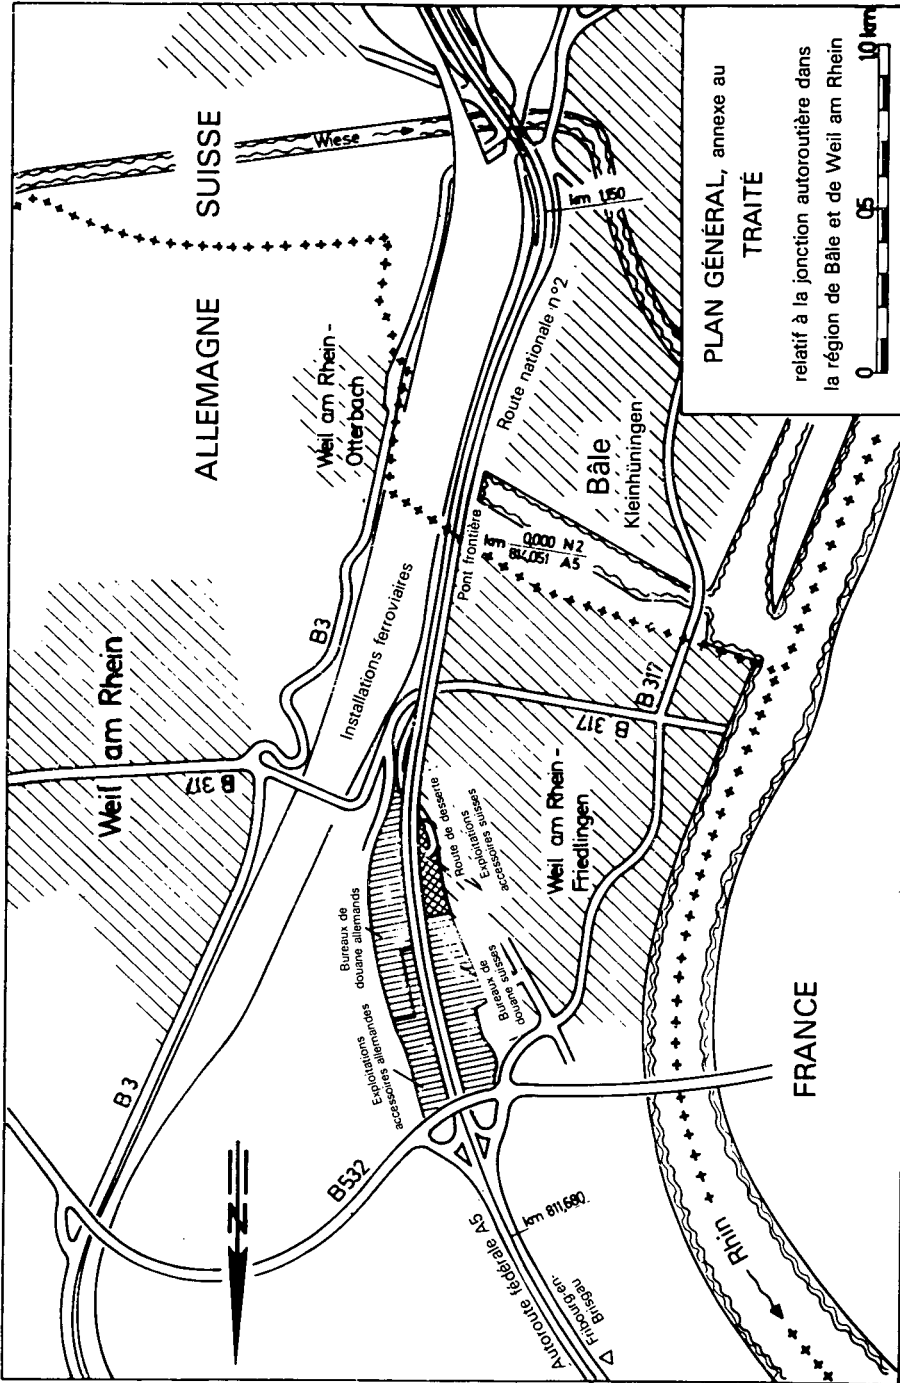 PLAN GÉNÉRAL, annexe au
TRAITÉ
relatif à la jonction autoroutière dans
la région de Bâle et de Weil am Rhein
0 0.5 1.0 km
SUISSE
Wiese
ALLEMAGNE
Weil am Rhein -
Otterbach
Weil am Rhein
B3
B 317
Installations ferroviaires
km 1,150
Route nationale n° 2
Bâle
Kleinhüningen
Pont frontière
km 0,000 N2
814,051 A5
B 317
B 317
Weil am Rhein -
Friedlingen
Route de desserte
Exploitations suisses
accessoires
Bureaux de
douane allemands
Bureaux de
douane suisses
Exploitations
accessoires allemandes
B3
B532
N
km 811,680
Autoroute fédérale A5
Fribourg-en-
Brisgau
FRANCE
Rhin